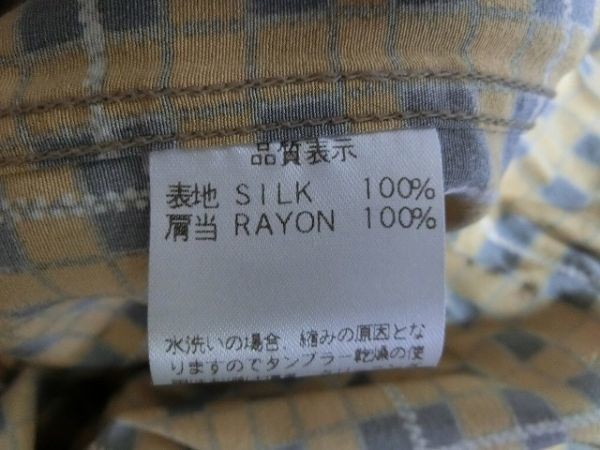 品質表示
表地 SILK 100%
肩当 RAYON 100%
水洗いの場合、縮みの原因とな
りますのでタンブラー乾燥の使